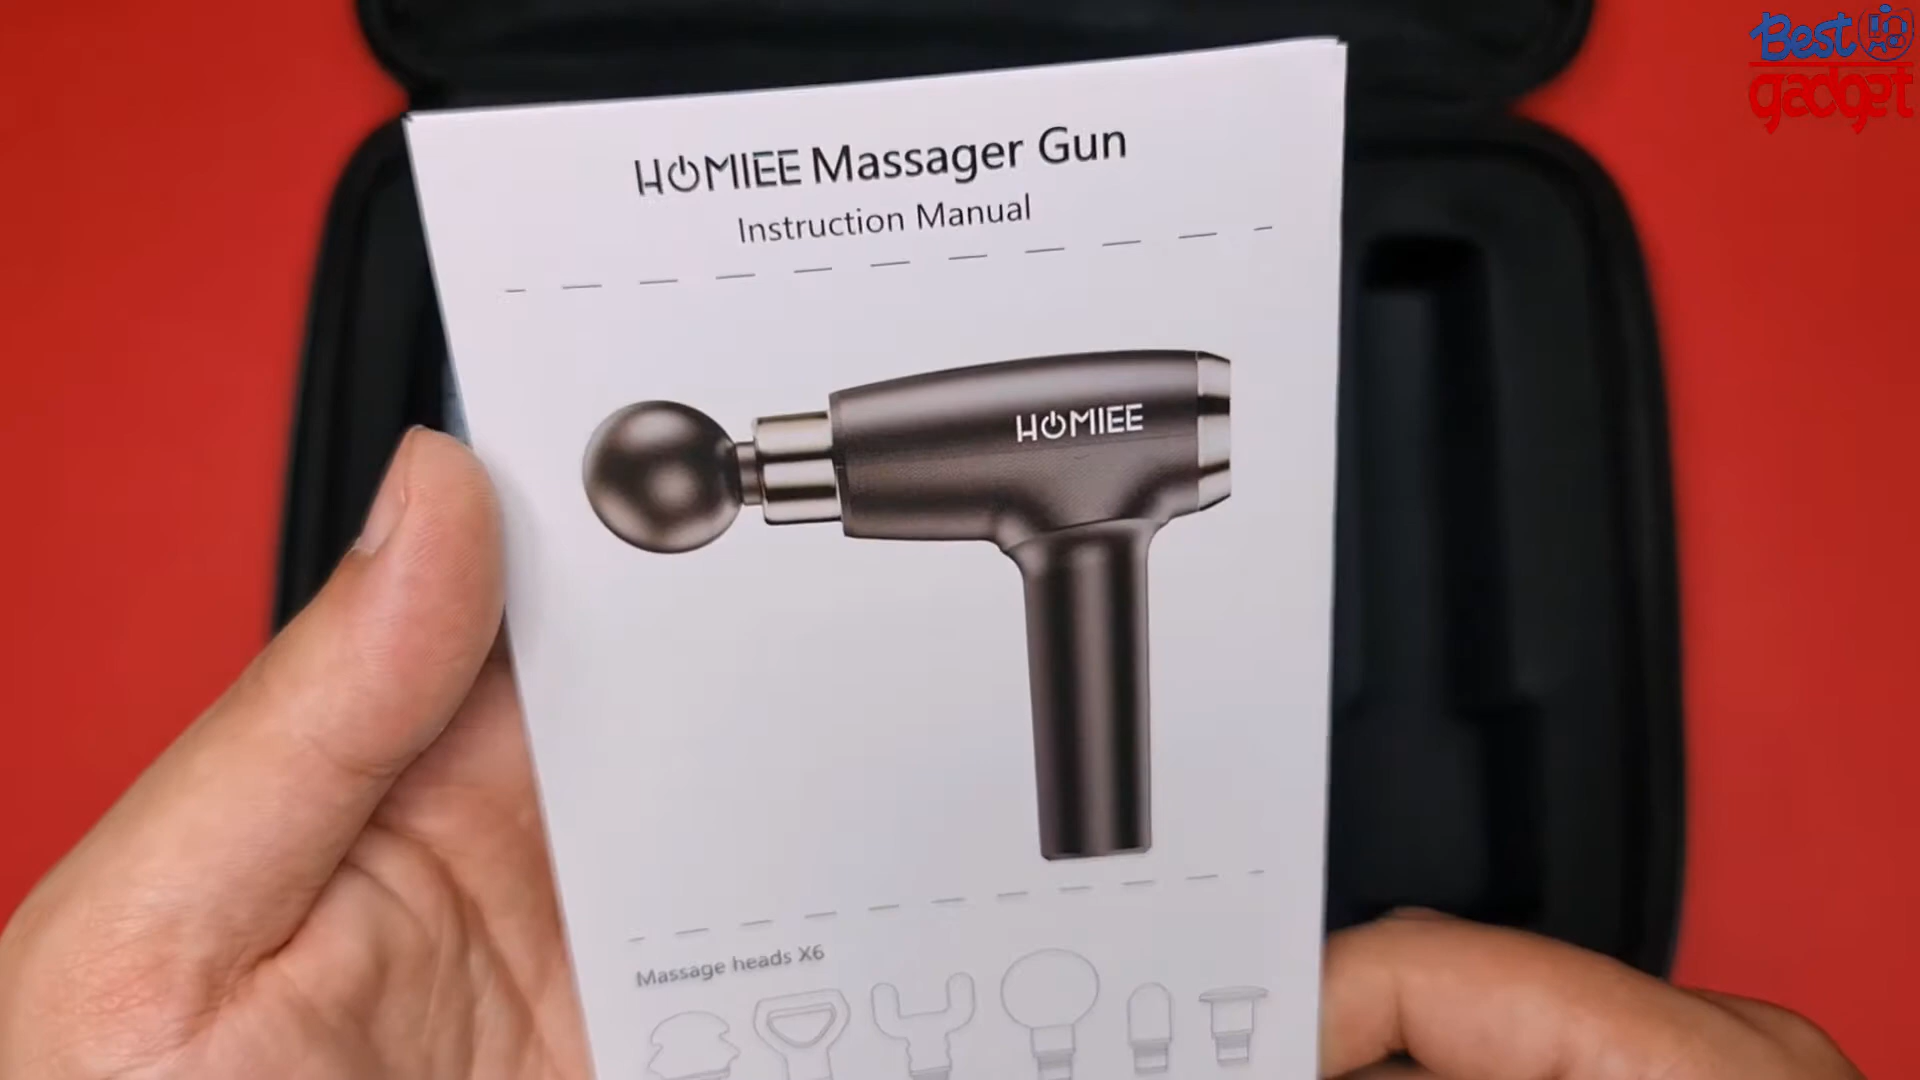 Best
gadget
HOMIEE Massager Gun
Instruction Manual
HOMIEE
Massage heads X6